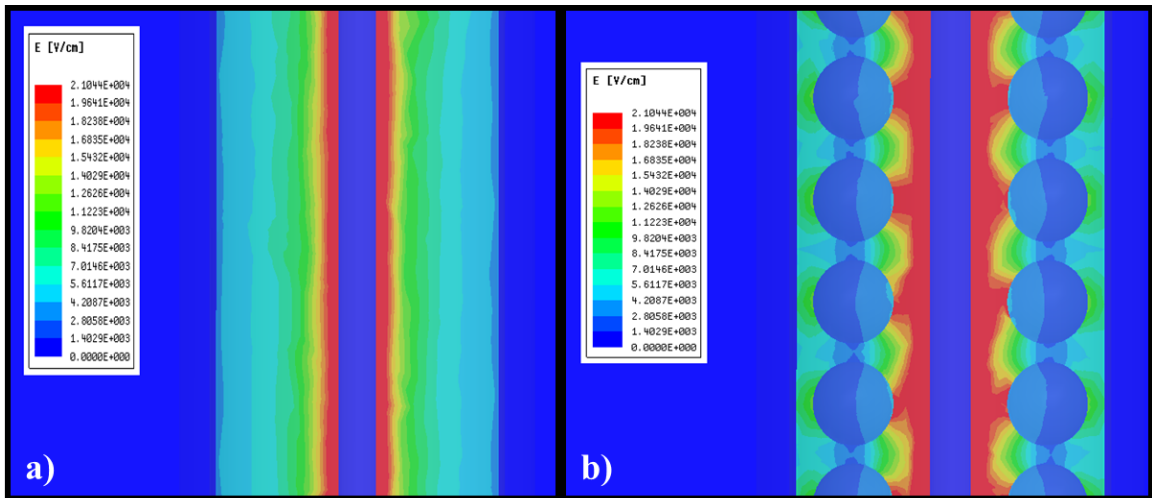 E [V/cm]
2.1044E+004
1.9641E+004
1.8238E+004
1.6835E+004
1.5432E+004
1.4029E+004
1.2626E+004
1.1223E+004
9.8204E+003
8.4175E+003
7.0146E+003
5.6117E+003
4.2087E+003
2.8058E+003
1.4029E+003
0.0000E+000
a)
E [V/cm]
2.1044E+004
1.9641E+004
1.8238E+004
1.6835E+004
1.5432E+004
1.4029E+004
1.2626E+004
1.1223E+004
9.8204E+003
8.4175E+003
7.0146E+003
5.6117E+003
4.2087E+003
2.8058E+003
1.4029E+003
0.0000E+000
b)